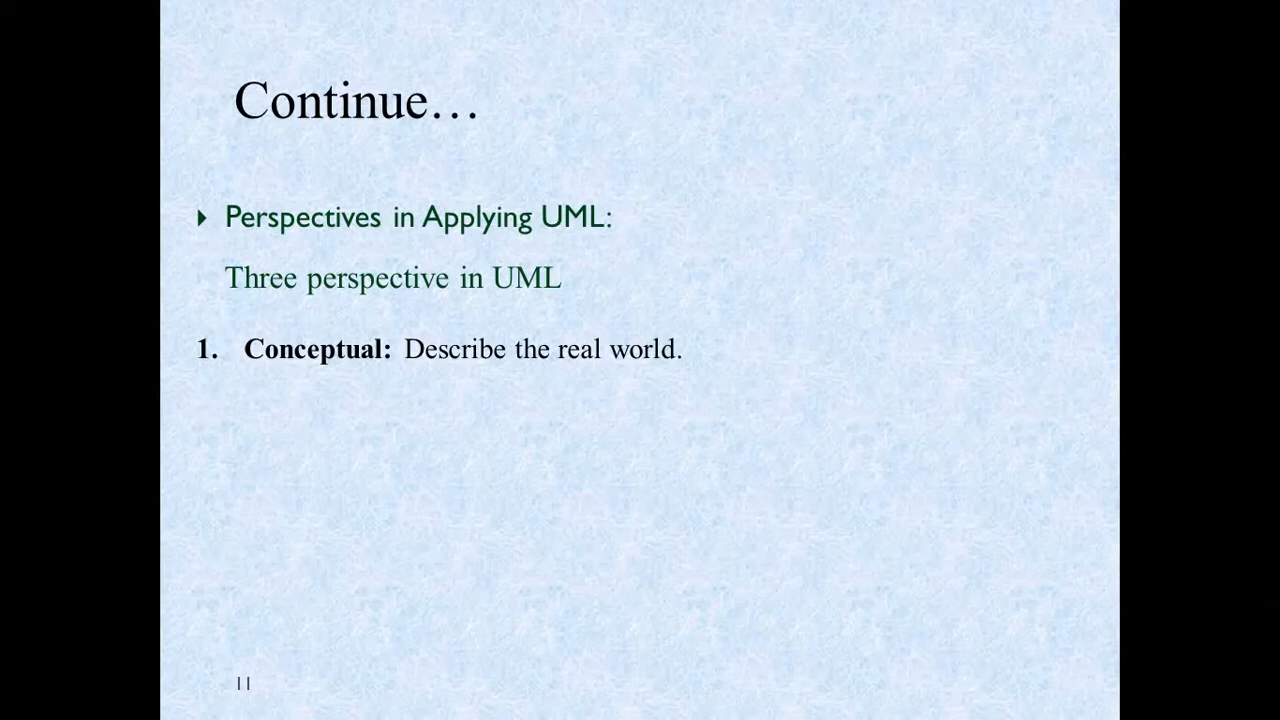 Continue…
Perspectives in Applying UML:
Three perspective in UML
1. Conceptual: Describe the real world.
11